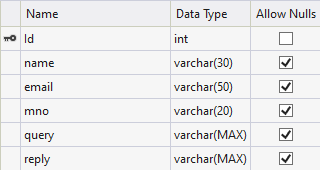 Name Data Type Allow Nulls
Id int
name varchar(30)
email varchar(50)
mno varchar(20)
query varchar(MAX)
reply varchar(MAX)